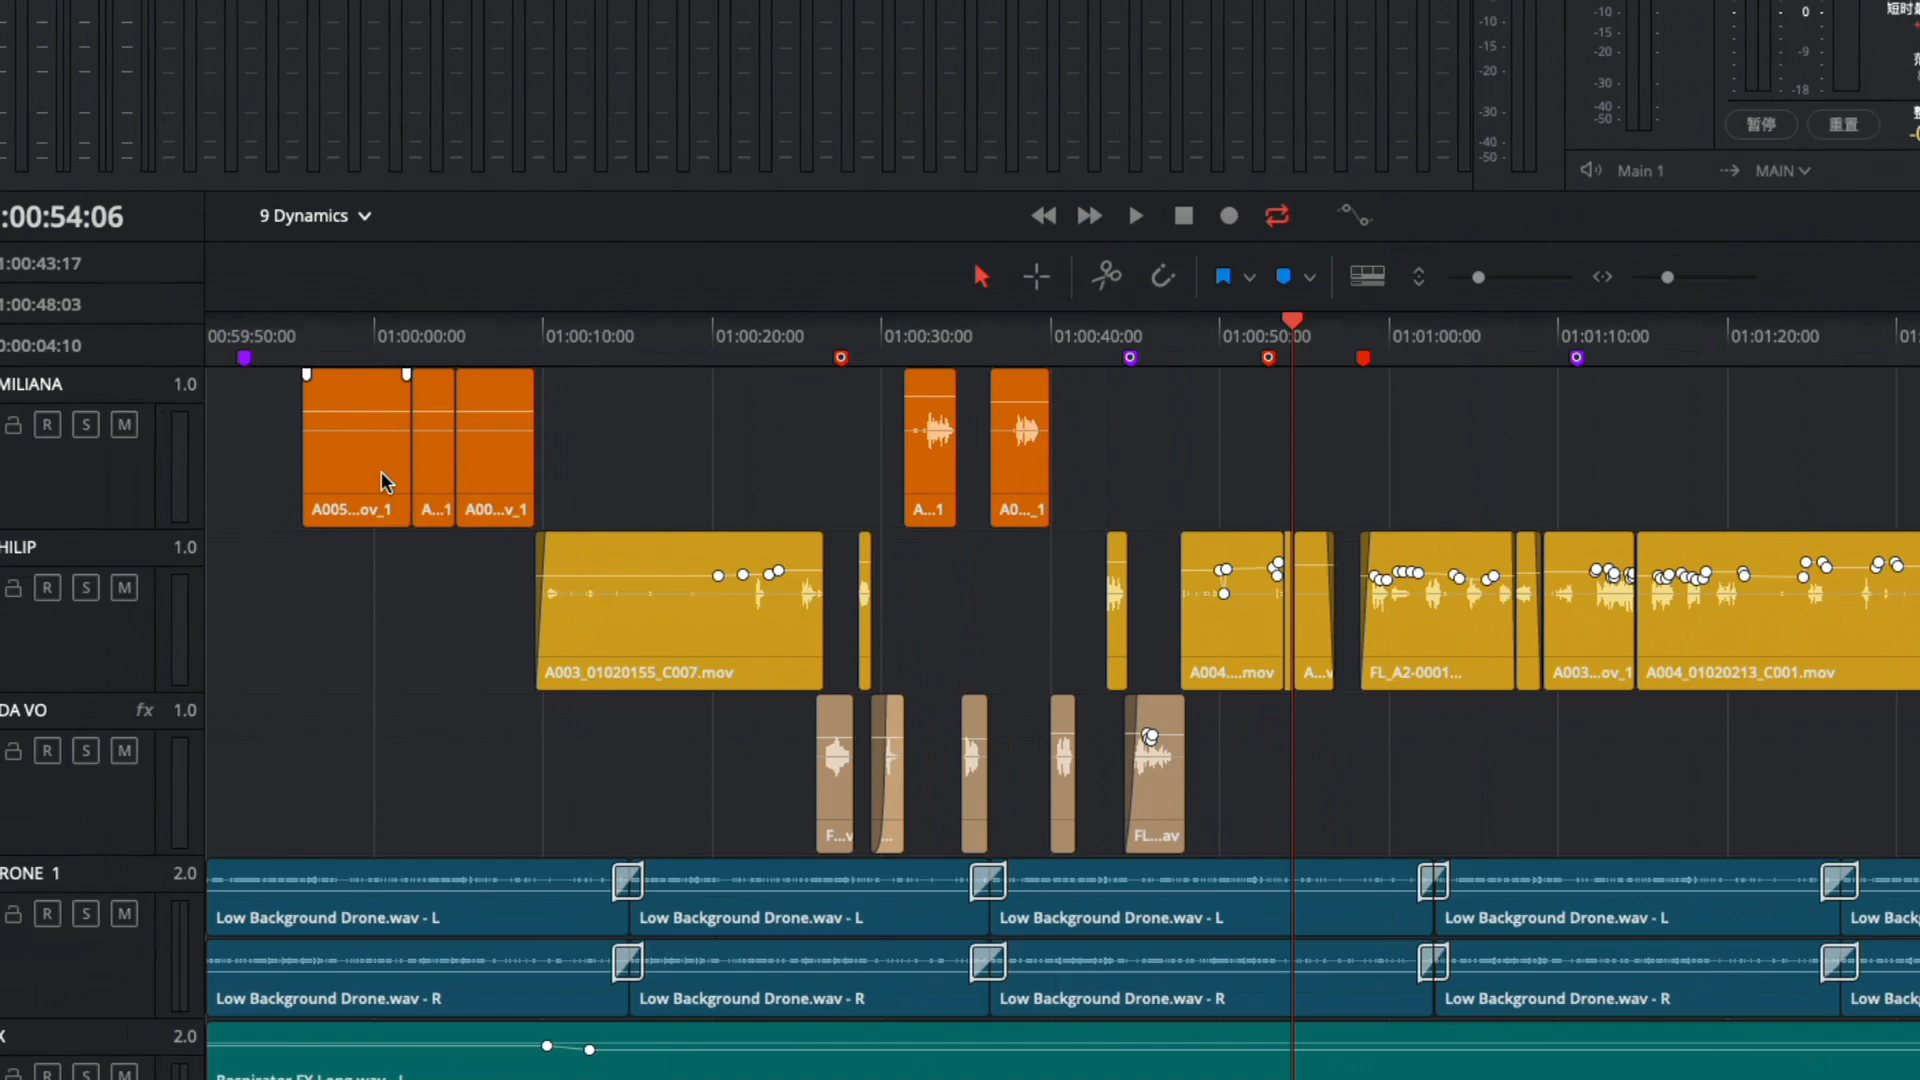 -10
-15
-20
-30
-40
-50
-10
-15
-20
-30
-40
-50
0
-9
-18
暂停
重置
Main 1
MAIN
:00:54:06
9 Dynamics
1:00:43:17
1:00:48:03
0:00:04:10
00:59:50:00
01:00:00:00
01:00:10:00
01:00:20:00
01:00:30:00
01:00:40:00
01:00:50:00
01:01:00:00
01:01:10:00
01:01:20:00
01:
MILIANA
1.0
R
S
M
A005...ov_1
A...1
A00...v_1
A...1
A0..._1
HILIP
1.0
R
S
M
A003_01020155_C007.mov
A004....mov
A...v
FL_A2-0001...
A003...ov_1
A004_01020213_C001.mov
DA VO
fx
1.0
R
S
M
F...v
...
FL...av
RONE 1
2.0
R
S
M
Low Background Drone.wav - L
Low Background Drone.wav - L
Low Background Drone.wav - L
Low Background Drone.wav - L
Low Back
Low Background Drone.wav - R
Low Background Drone.wav - R
Low Background Drone.wav - R
Low Background Drone.wav - R
Low Back
X
2.0
R
S
M